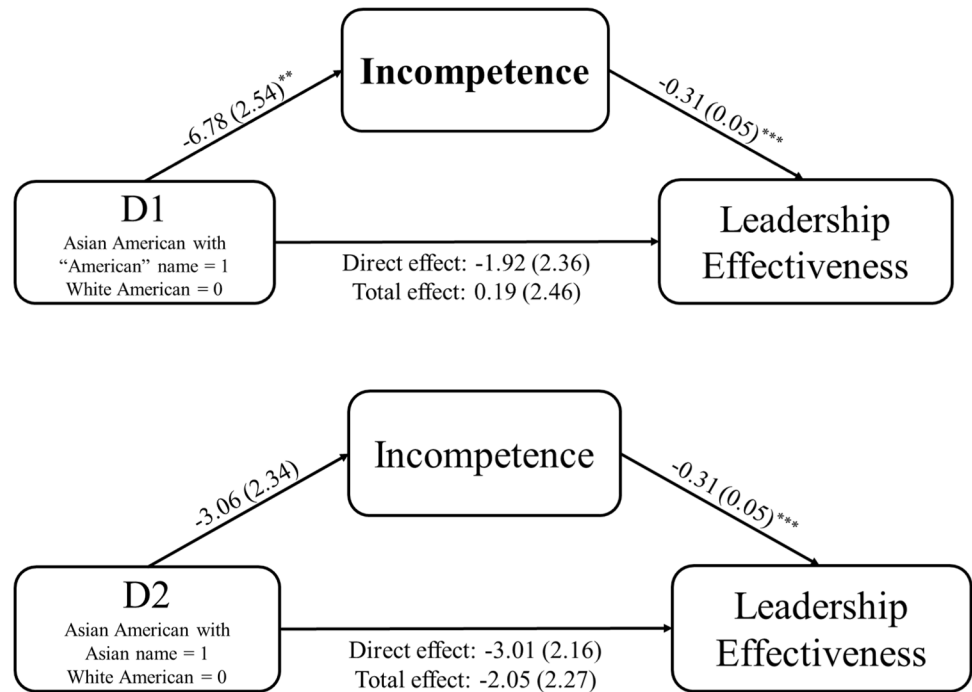 Incompetence
-6.78 (2.54)**
-0.31 (0.05)***
D1
Asian American with
“American” name = 1
White American = 0
Direct effect: -1.92 (2.36)
Total effect: 0.19 (2.46)
Leadership
Effectiveness
Incompetence
-3.06 (2.34)
-0.31 (0.05)***
D2
Asian American with
Asian name = 1
White American = 0
Direct effect: -3.01 (2.16)
Total effect: -2.05 (2.27)
Leadership
Effectiveness